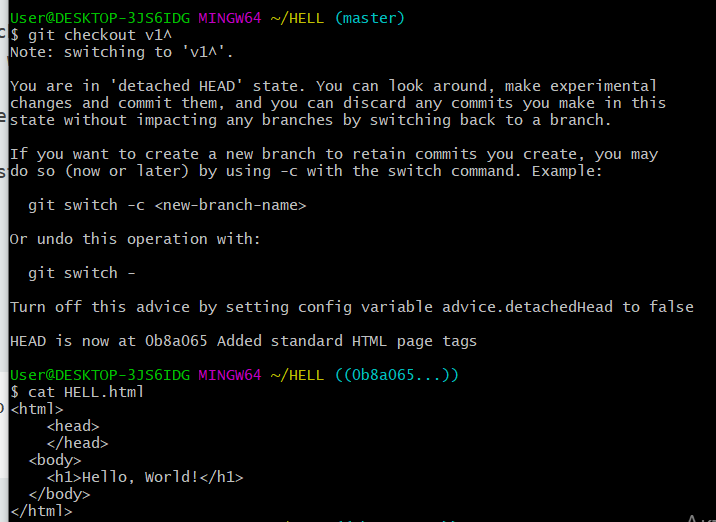 User@DESKTOP-3JS6IDG MINGW64 ~/HELL (master)
$ git checkout v1^
Note: switching to 'v1^'.

You are in 'detached HEAD' state. You can look around, make experimental
changes and commit them, and you can discard any commits you make in this
state without impacting any branches by switching back to a branch.

If you want to create a new branch to retain commits you create, you may
do so (now or later) by using -c with the switch command. Example:

  git switch -c <new-branch-name>

Or undo this operation with:

  git switch -

Turn off this advice by setting config variable advice.detachedHead to false

HEAD is now at 0b8a065 Added standard HTML page tags

User@DESKTOP-3JS6IDG MINGW64 ~/HELL ((0b8a065...))
$ cat HELL.html
<html>
    <head>
    </head>
  <body>
    <h1>Hello, World!</h1>
  </body>
</html>